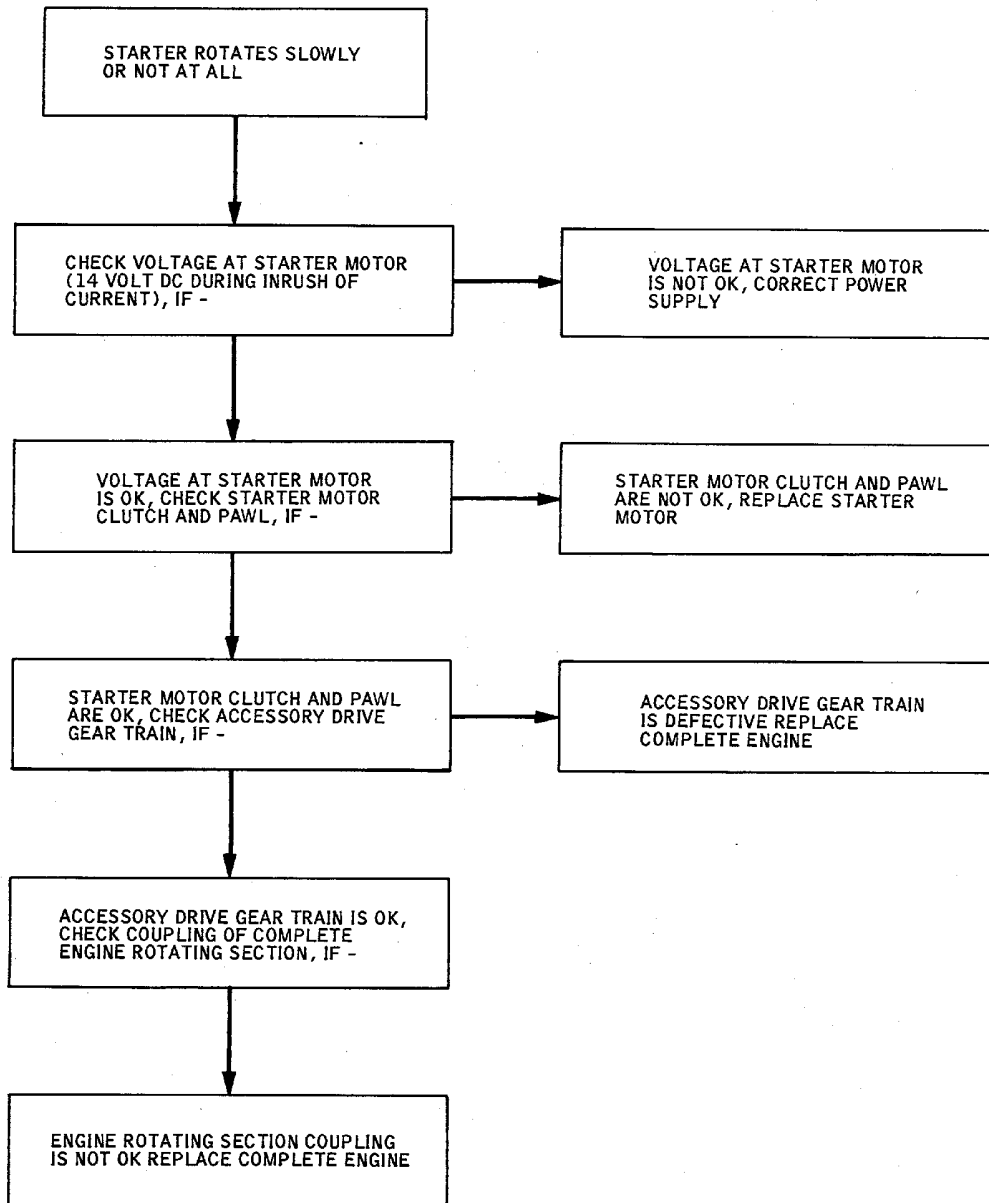 STARTER ROTATES SLOWLY
OR NOT AT ALL
CHECK VOLTAGE AT STARTER MOTOR
(14 VOLT DC DURING INRUSH OF
CURRENT), IF -
VOLTAGE AT STARTER MOTOR
IS NOT OK, CORRECT POWER
SUPPLY
VOLTAGE AT STARTER MOTOR
IS OK, CHECK STARTER MOTOR
CLUTCH AND PAWL, IF -
STARTER MOTOR CLUTCH AND PAWL
ARE NOT OK, REPLACE STARTER
MOTOR
STARTER MOTOR CLUTCH AND PAWL
ARE OK, CHECK ACCESSORY DRIVE
GEAR TRAIN, IF -
ACCESSORY DRIVE GEAR TRAIN
IS DEFECTIVE REPLACE
COMPLETE ENGINE
ACCESSORY DRIVE GEAR TRAIN IS OK,
CHECK COUPLING OF COMPLETE
ENGINE ROTATING SECTION, IF -
ENGINE ROTATING SECTION COUPLING
IS NOT OK REPLACE COMPLETE ENGINE